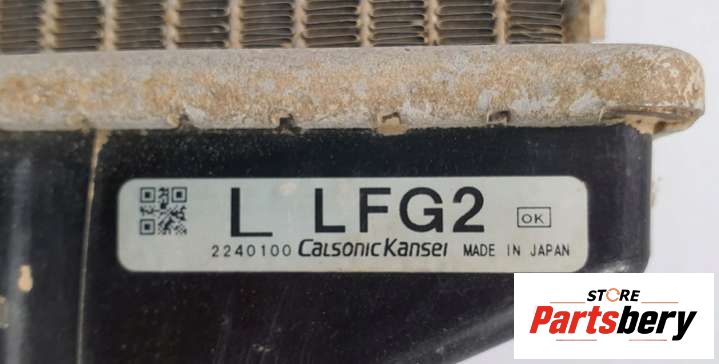 L LFG2 OK
2240100 CalsonicKansei MADE IN JAPAN
STORE
Partsbery